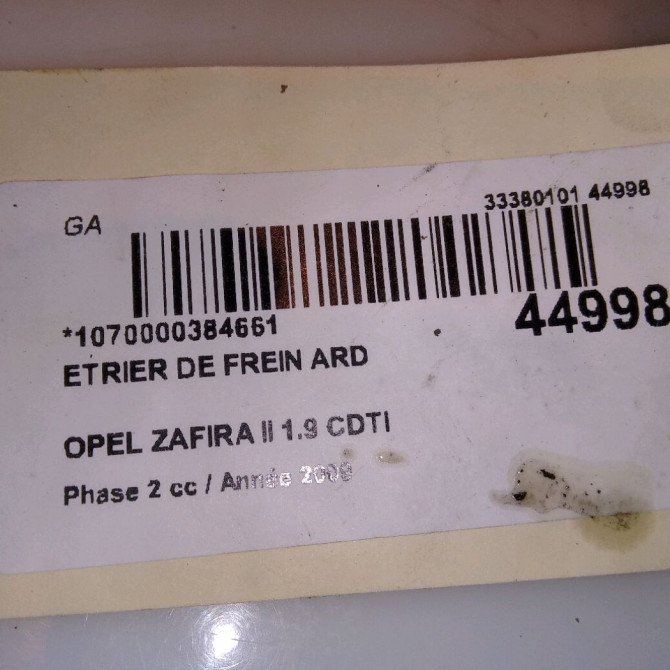 33380101 44998
GA
44998
*1070000384661
ETRIER DE FREIN ARD
OPEL ZAFIRA II 1.9 CDTI
Phase 2 cc / Année